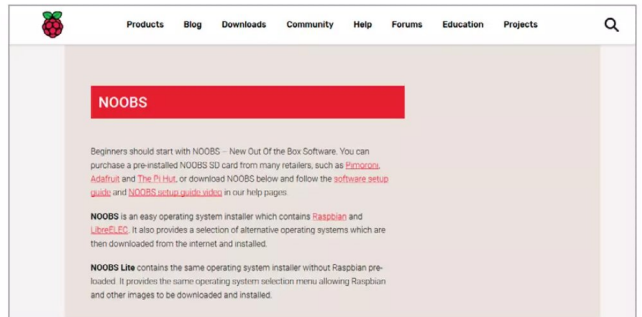 Products Blog Downloads Community Help Forums Education Projects
NOOBS
Beginners should start with NOOBS – New Out Of the Box Software. You can
purchase a pre-installed NOOBS SD card from many retailers, such as Pimoroni,
Adafruit and The Pi Hut, or download NOOBS below and follow the software setup
guide and NOOBS setup guide video in our help pages.
NOOBS is an easy operating system installer which contains Raspbian and
LibreELEC. It also provides a selection of alternative operating systems which are
then downloaded from the internet and installed.
NOOBS Lite contains the same operating system installer without Raspbian pre-
loaded. It provides the same operating system selection menu allowing Raspbian
and other images to be downloaded and installed.